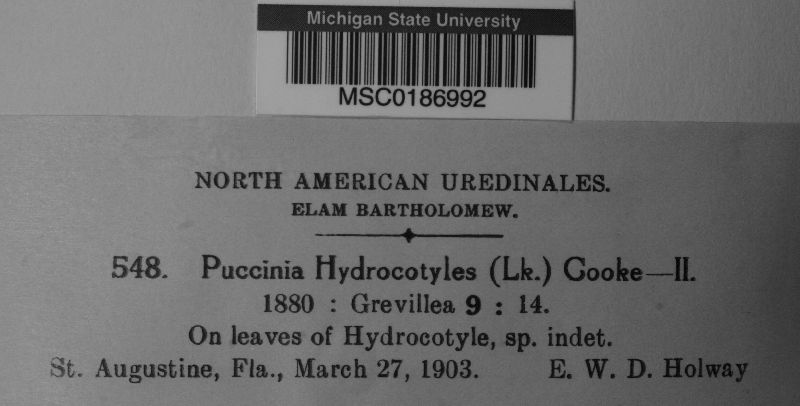 Michigan State University
MSC0186992
NORTH AMERICAN UREDINALES.
ELAM BARTHOLOMEW.
548. Puccinia Hydrocotyles (Lk.) Cooke—II.
1880 : Grevillea 9 : 14.
On leaves of Hydrocotyle, sp. indet.
St. Augustine, Fla., March 27, 1903. E. W. D. Holway